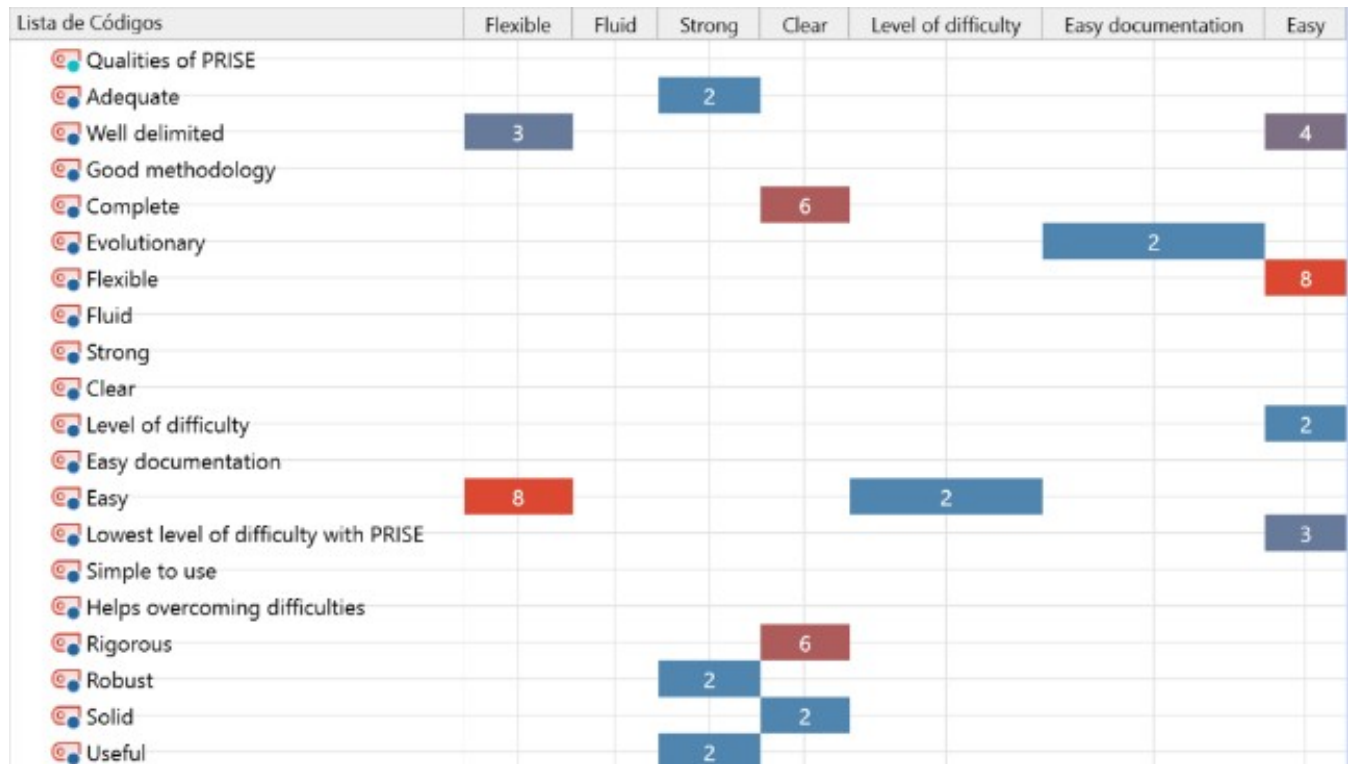 Lista de Códigos Flexible Fluid Strong Clear Level of difficulty Easy documentation Easy
Qualities of PRISE
Adequate 2
Well delimited 3 4
Good methodology
Complete 6
Evolutionary 2
Flexible 8
Fluid
Strong
Clear
Level of difficulty 2
Easy documentation
Easy 8 2
Lowest level of difficulty with PRISE 3
Simple to use
Helps overcoming difficulties
Rigorous 6
Robust 2
Solid 2
Useful 2